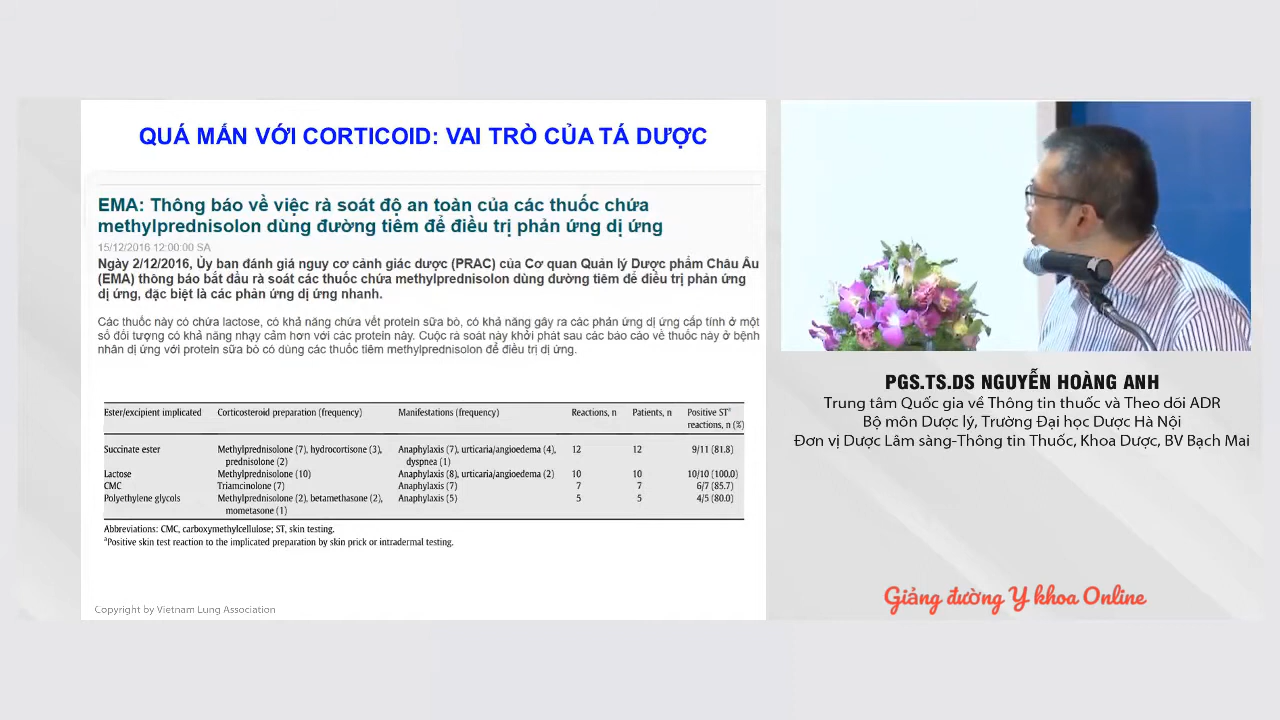 QUÁ MẪN VỚI CORTICOID: VAI TRÒ CỦA TÁ DƯỢC
EMA: Thông báo về việc rà soát độ an toàn của các thuốc chứa
methylprednisolon dùng đường tiêm để điều trị phản ứng dị ứng
15/12/2016 12:00:00 SA
Ngày 2/12/2016, Ủy ban đánh giá nguy cơ cảnh giác dược (PRAC) của Cơ quan Quản lý Dược phẩm Châu Âu
(EMA) thông báo bắt đầu rà soát các thuốc chứa methylprednisolon dùng đường tiêm để điều trị phản ứng
dị ứng, đặc biệt là các phản ứng dị ứng nhanh.
Các thuốc này có chứa lactose, có khả năng chứa vết protein sữa bò, có khả năng gây ra các phản ứng dị ứng cấp tính ở một
số đối tượng có khả năng nhạy cảm hơn với các protein này. Cuộc rà soát này khởi phát sau các báo cáo về thuốc này ở bệnh
nhân dị ứng với protein sữa bò có dùng các thuốc tiêm methylprednisolon để điều trị dị ứng.
Ester/excipient implicated Corticosteroid preparation (frequency) Manifestations (frequency) Reactions, n Patients, n Positive STa
reactions, n (%)
Succinate ester Methylprednisolone (7), hydrocortisone (3), Anaphylaxis (7), urticaria/angioedema (4), 12 12 9/11 (81.8)
prednisolone (2) dyspnea (1)
Lactose Methylprednisolone (10) Anaphylaxis (8), urticaria/angioedema (2) 10 10 10/10 (100.0)
CMC Triamcinolone (7) Anaphylaxis (7) 7 7 6/7 (85.7)
Polyethylene glycols Methylprednisolone (2), betamethasone (2), Anaphylaxis (5) 5 5 4/5 (80.0)
mometasone (1)
Abbreviations: CMC, carboxymethylcellulose; ST, skin testing.
aPositive skin test reaction to the implicated preparation by skin prick or intradermal testing.
Copyright by Vietnam Lung Association
PGS.TS.DS NGUYỄN HOÀNG ANH
Trung tâm Quốc gia về Thông tin thuốc và Theo dõi ADR
Bộ môn Dược lý, Trường Đại học Dược Hà Nội
Đơn vị Dược Lâm sàng-Thông tin Thuốc, Khoa Dược, BV Bạch Mai
Giảng đường Y khoa Online